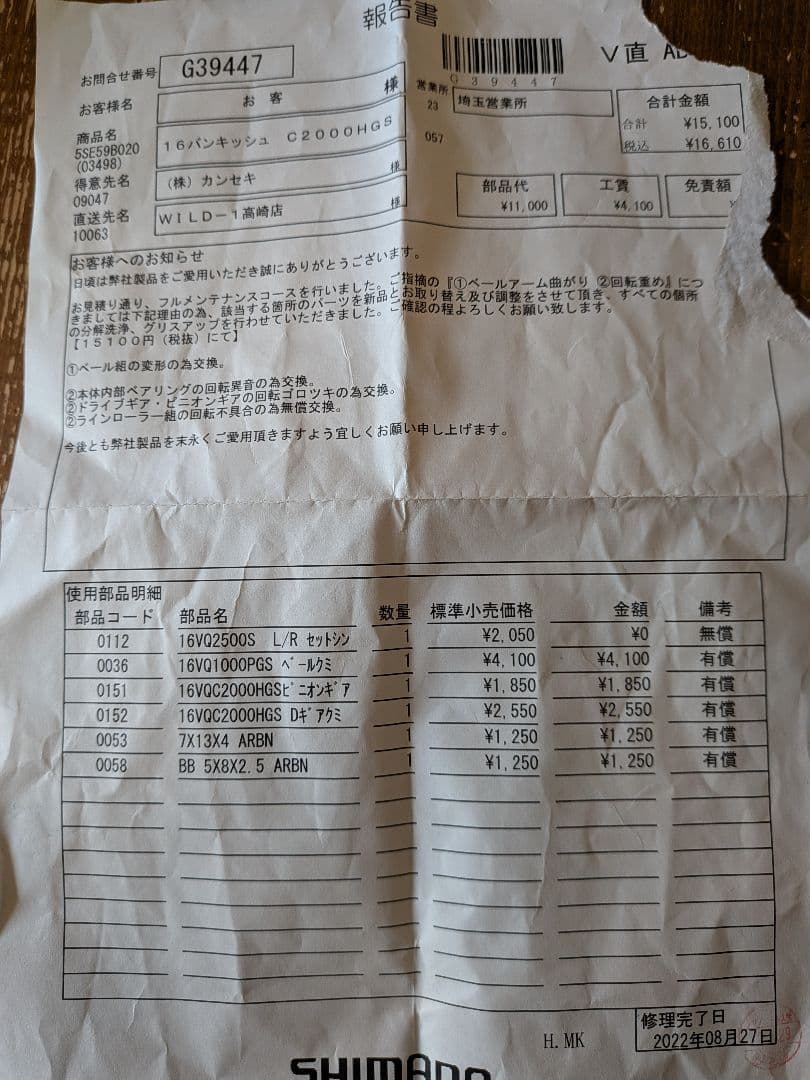 報告書
お問合せ番号 G39447
G39447
V直
お客様名 お 客 様
営業所 埼玉営業所
23
057
合計金額
合計 ¥15,100
税込 ¥16,610
商品名 16バンキッシュ C2000HGS
5SE59B020
(03498)
得意先名 (株)カンセキ 様
09047
直送先名 WILD-1高崎店 様
10063
部品代 ¥11,000
工賃 ¥4,100
免責額 ¥
お客様へのお知らせ
日頃は弊社製品をご愛用いただき誠にありがとうございます。
お見積り通り、フルメンテナンスコースを行いました。ご指摘の『①ベールアーム曲がり ②回転重め』につ
きましては下記理由の為、該当する箇所のパーツを新品とお取り替え及び調整をさせて頂き、すべての個所
の分解洗浄、グリスアップを行わせていただきました。ご確認の程よろしくお願い致します。
【15100円(税抜)にて】
①ベール組の変形の為交換。
②本体内部ベアリングの回転異音の為交換。
②ドライブギア・ピニオンギアの回転ゴロツキの為交換。
②ラインローラー組の回転不具合の為無償交換。
今後とも弊社製品を末永くご愛用頂きますよう宜しくお願い申し上げます。
使用部品明細
部品コード 部品名 数量 標準小売価格 金額 備考
0112 16VQ2500S L/R セットシン 1 ¥2,050 ¥0 無償
0036 16VQ1000PGS ベールクミ 1 ¥4,100 ¥4,100 有償
0151 16VQC2000HGSピニオンギア 1 ¥1,850 ¥1,850 有償
0152 16VQC2000HGS Dギアクミ 1 ¥2,550 ¥2,550 有償
0053 7X13X4 ARBN 1 ¥1,250 ¥1,250 有償
0058 BB 5X8X2.5 ARBN 1 ¥1,250 ¥1,250 有償
H.MK
修理完了日
2022年08月27日
SHIMANO